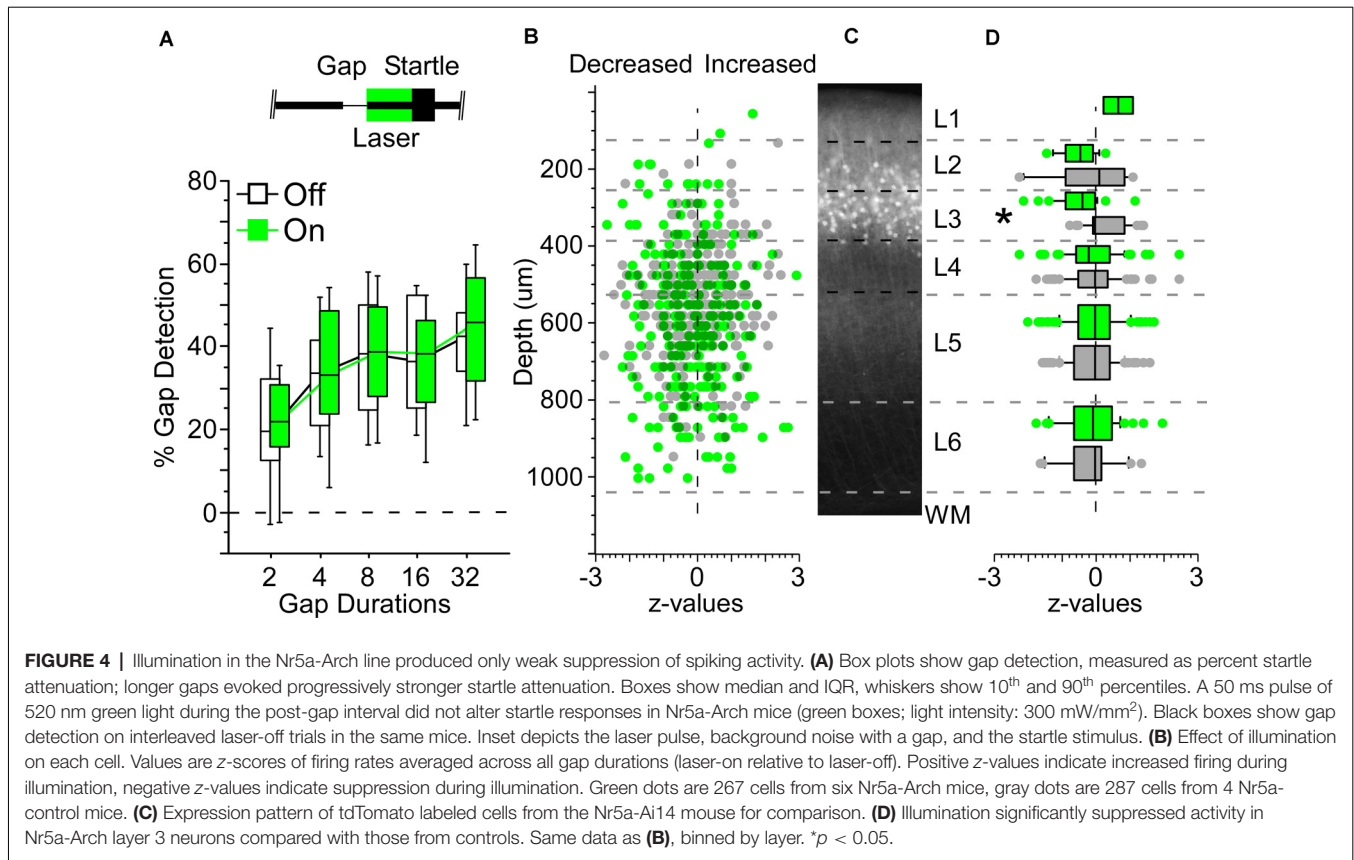 A
B
C
D
Gap Startle
Laser
Decreased Increased
80
60
40
20
0
% Gap Detection
Off
On
2 4 8 16 32
Gap Durations
200
400
600
800
1000
Depth (um)
-3 0 3
z-values
L1
L2
L3
L4
L5
L6
WM
*
-3 0 3
z-values
FIGURE 4 | Illumination in the Nr5a-Arch line produced only weak suppression of spiking activity. (A) Box plots show gap detection, measured as percent startle
attenuation; longer gaps evoked progressively stronger startle attenuation. Boxes show median and IQR, whiskers show 10th and 90th percentiles. A 50 ms pulse of
520 nm green light during the post-gap interval did not alter startle responses in Nr5a-Arch mice (green boxes; light intensity: 300 mW/mm2). Black boxes show gap
detection on interleaved laser-off trials in the same mice. Inset depicts the laser pulse, background noise with a gap, and the startle stimulus. (B) Effect of illumination
on each cell. Values are z-scores of firing rates averaged across all gap durations (laser-on relative to laser-off). Positive z-values indicate increased firing during
illumination, negative z-values indicate suppression during illumination. Green dots are 267 cells from six Nr5a-Arch mice, gray dots are 287 cells from 4 Nr5a-
control mice. (C) Expression pattern of tdTomato labeled cells from the Nr5a-Ai14 mouse for comparison. (D) Illumination significantly suppressed activity in
Nr5a-Arch layer 3 neurons compared with those from controls. Same data as (B), binned by layer. *p < 0.05.